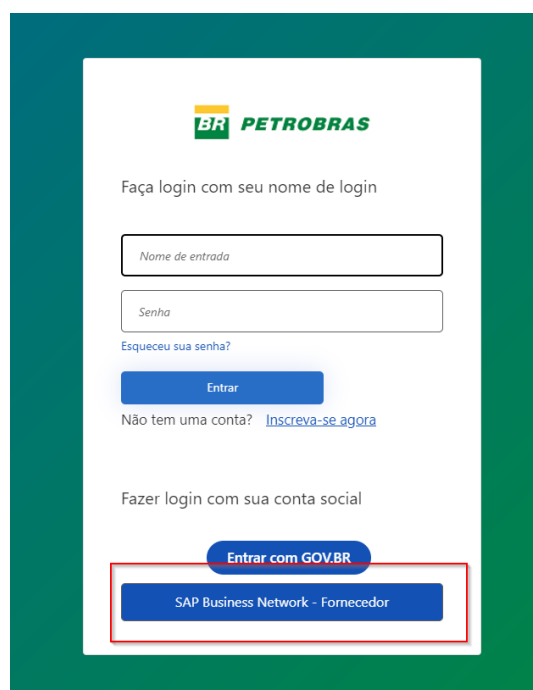 BR PETROBRAS
Faça login com seu nome de login
Nome de entrada
Senha
Esqueceu sua senha?
Entrar
Não tem uma conta? Inscreva-se agora
Fazer login com sua conta social
Entrar com GOV.BR
SAP Business Network - Fornecedor